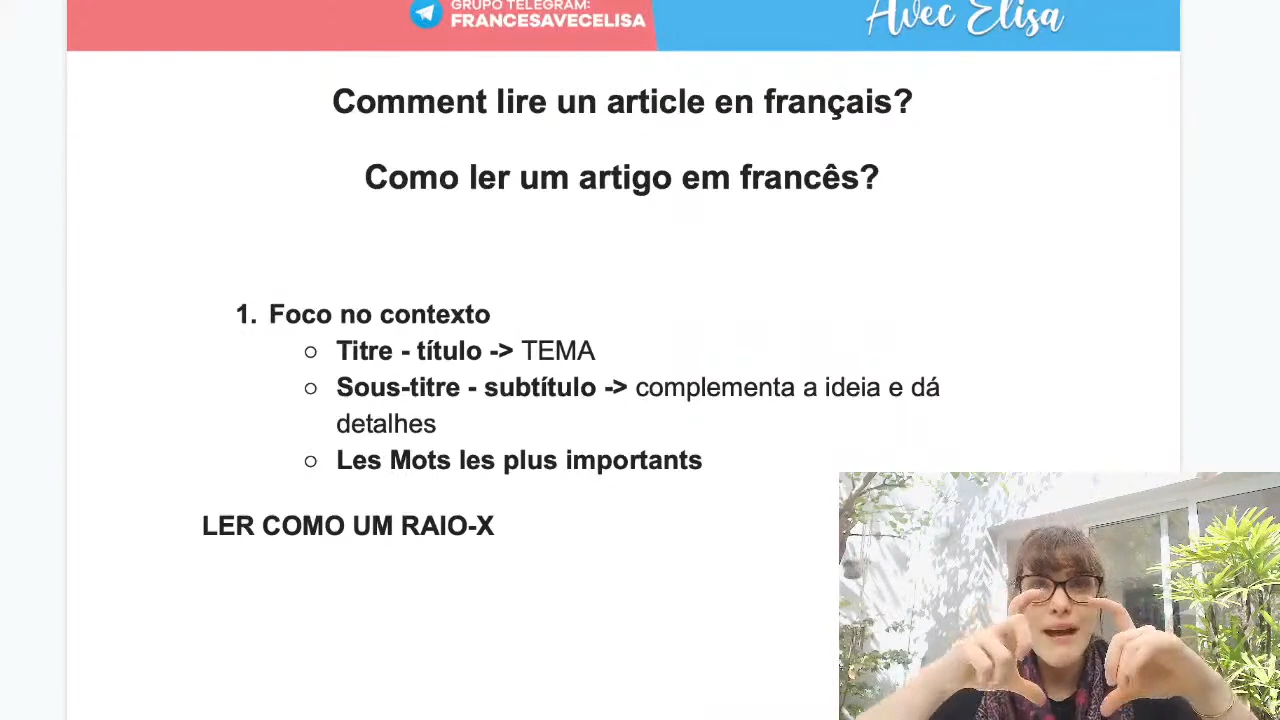 GRUPO TELEGRAM:
FRANCESAVECELISA
Avec Elisa
Comment lire un article en français?
Como ler um artigo em francês?
1. Foco no contexto
○ Titre - título -> TEMA
○ Sous-titre - subtítulo -> complementa a ideia e dá
detalhes
○ Les Mots les plus importants
LER COMO UM RAIO-X